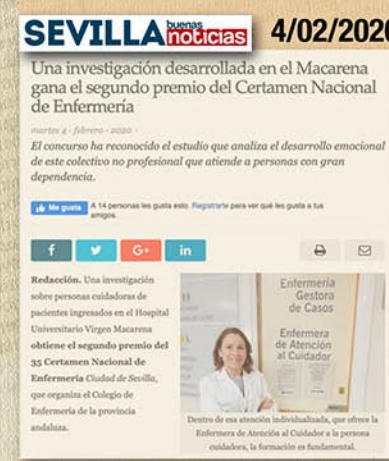 SEVILLA buenas noticias 4/02/2020
Una investigación desarrollada en el Macarena
gana el segundo premio del Certamen Nacional
de Enfermería
martes 4 - febrero - 2020
El concurso ha reconocido el estudio que analiza el desarrollo emocional
de este colectivo no profesional que atiende a personas con gran
dependencia.
Me gusta A 14 personas les gusta esto. Registrarte para ver qué les gusta a tus
amigos.
f G+ in
Redacción. Una investigación
sobre personas cuidadoras de
pacientes ingresados en el Hospital
Universitario Virgen Macarena
obtiene el segundo premio del
35 Certamen Nacional de
Enfermería Ciudad de Sevilla,
que organiza el Colegio de
Enfermería de la provincia
andaluza.
Enfermería
Gestora
de Casos
Enfermera
de Atención
al Cuidador
Dentro de esa atención individualizada, que ofrece la
Enfermera de Atención al Cuidador a la persona
cuidadora, la formación es fundamental.